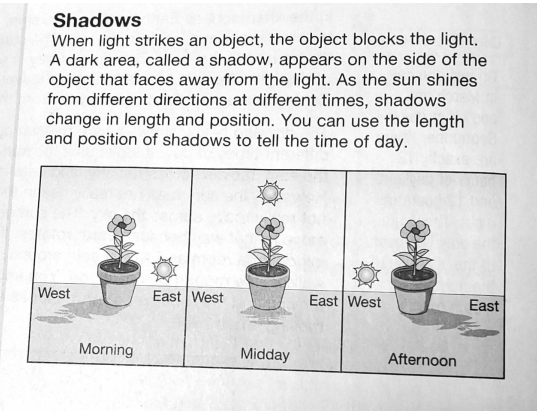 Shadows
When light strikes an object, the object blocks the light.
A dark area, called a shadow, appears on the side of the
object that faces away from the light. As the sun shines
from different directions at different times, shadows
change in length and position. You can use the length
and position of shadows to tell the time of day.
West East West East West East
Morning Midday Afternoon